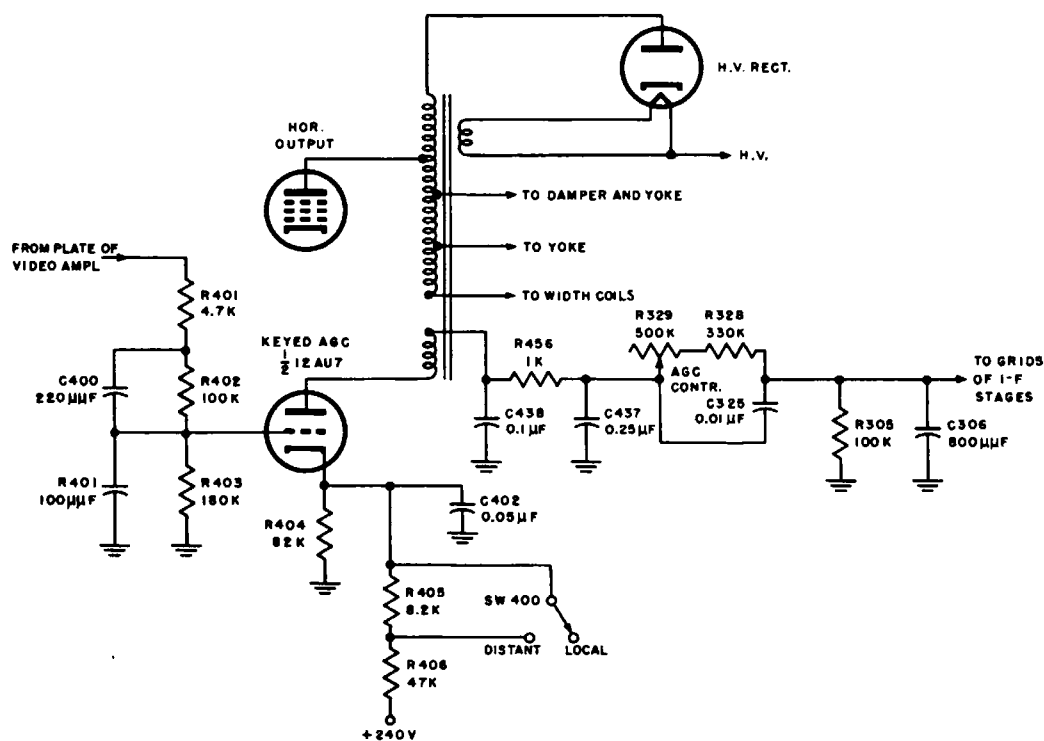 H.V. RECT.
HOR.
OUTPUT
H.V.
TO DAMPER AND YOKE
FROM PLATE OF
VIDEO AMPL
TO YOKE
R401
4.7K
TO WIDTH COILS
KEYED AGC
1/2 12AU7
R329
500K
R328
330K
R456
1K
C400
220μμF
R402
100K
AGC
CONTR.
TO GRIDS
OF I-F
STAGES
C438
0.1μF
C437
0.25μF
C325
0.01μF
R305
100K
C306
800μμF
R401
100μμF
R403
180K
R404
82K
C402
0.05μF
R405
8.2K
SW 400
DISTANT
LOCAL
R406
47K
+240V